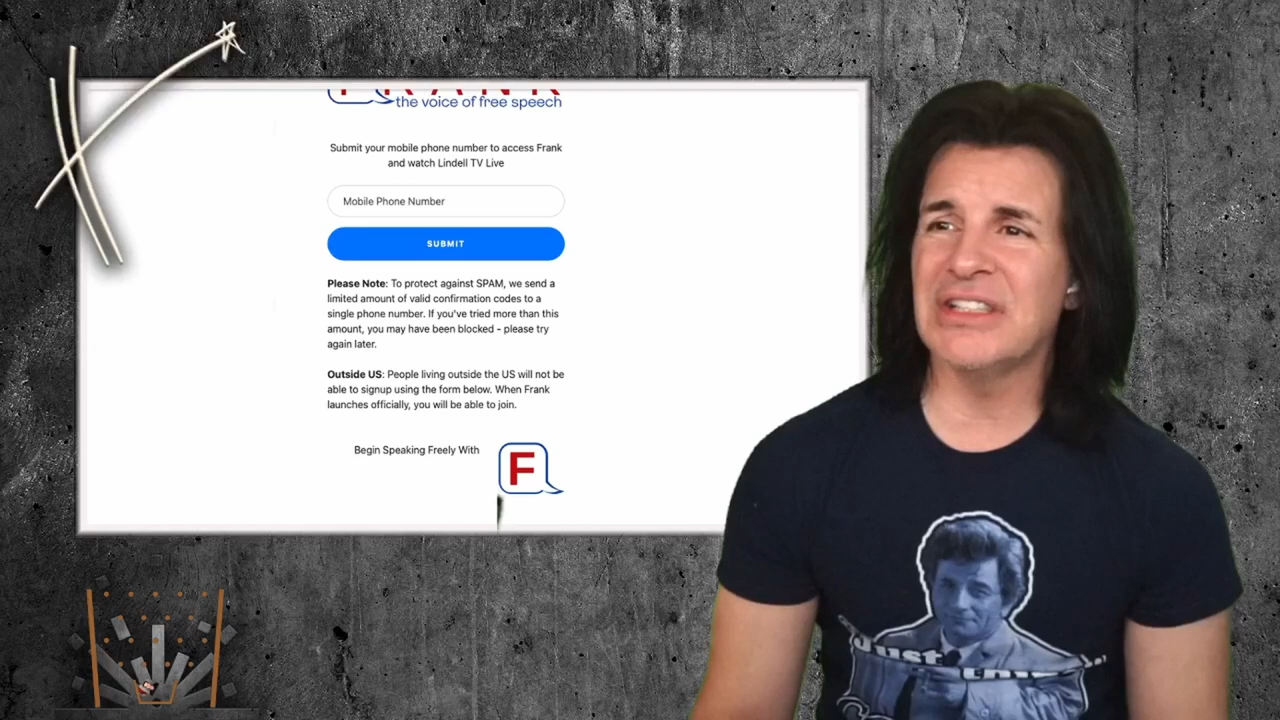 FRANK
the voice of free speech
Submit your mobile phone number to access Frank
and watch Lindell TV Live
Mobile Phone Number
SUBMIT
Please Note: To protect against SPAM, we send a
limited amount of valid confirmation codes to a
single phone number. If you've tried more than this
amount, you may have been blocked - please try
again later.
Outside US: People living outside the US will not be
able to signup using the form below. When Frank
launches officially, you will be able to join.
Begin Speaking Freely With
F
Just